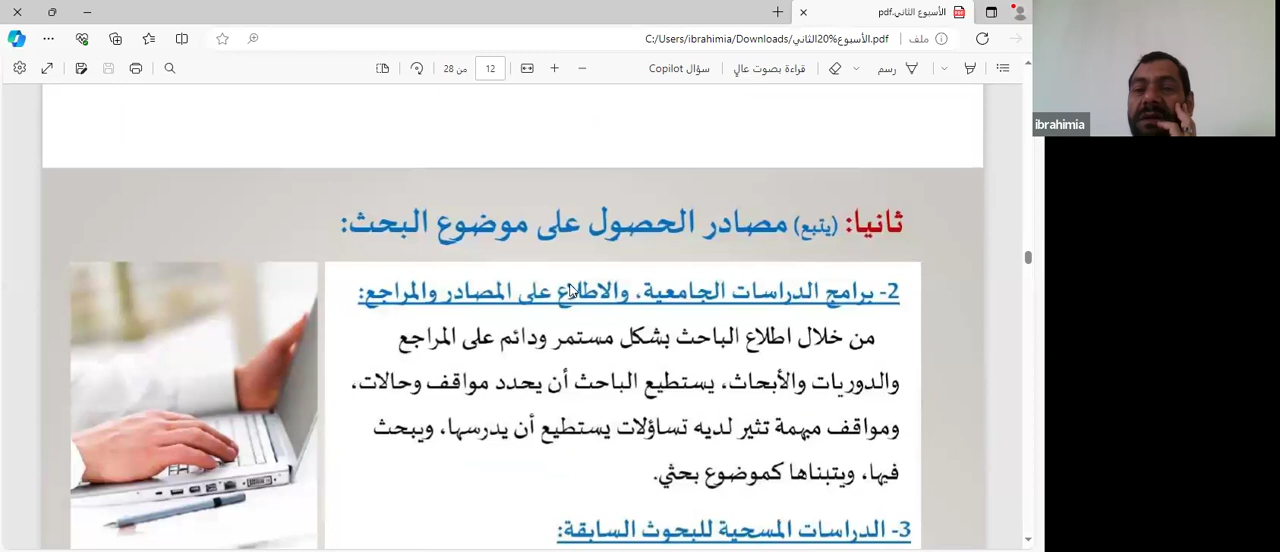 الأسبوع الثاني.pdf
ملف
C:/Users/ibrahimia/Downloads/الأسبوع%20الثاني.pdf
رسم
قراءة بصوت عالٍ
سؤال Copilot
12
من 28
ibrahimia
ثانيا: (يتبع) مصادر الحصول على موضوع البحث:
2- برامج الدراسات الجامعية، والاطلاع على المصادر والمراجع:
من خلال اطلاع الباحث بشكل مستمر ودائم على المراجع
والدوريات والأبحاث، يستطيع الباحث أن يحدد مواقف وحالات،
ومواقف مبهمة تثير لديه تساؤلات يستطيع أن يدرسها، ويبحث
فيها، ويتبناها كموضوع بحثي.
3- الدراسات المسحية للبحوث السابقة: